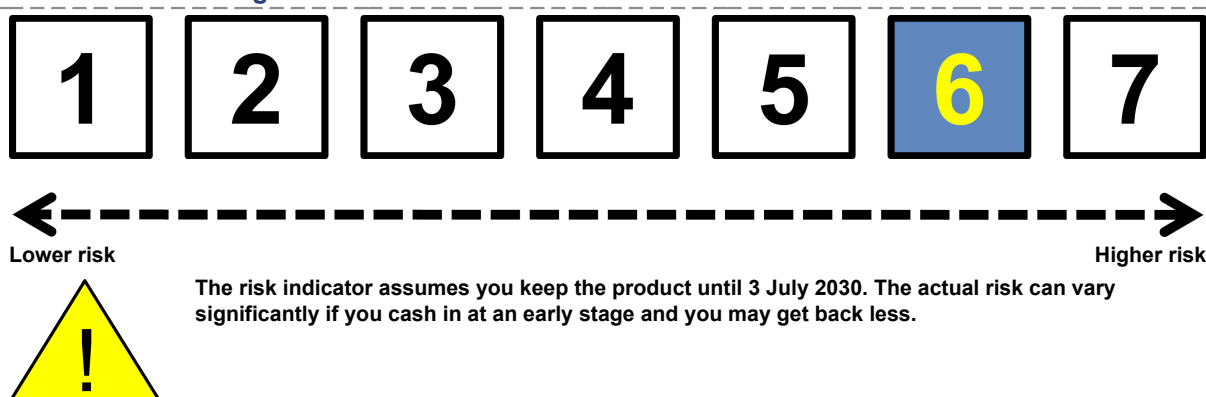 1 2 3 4 5 6 7
Lower risk Higher risk
The risk indicator assumes you keep the product until 3 July 2030. The actual risk can vary
significantly if you cash in at an early stage and you may get back less.
!